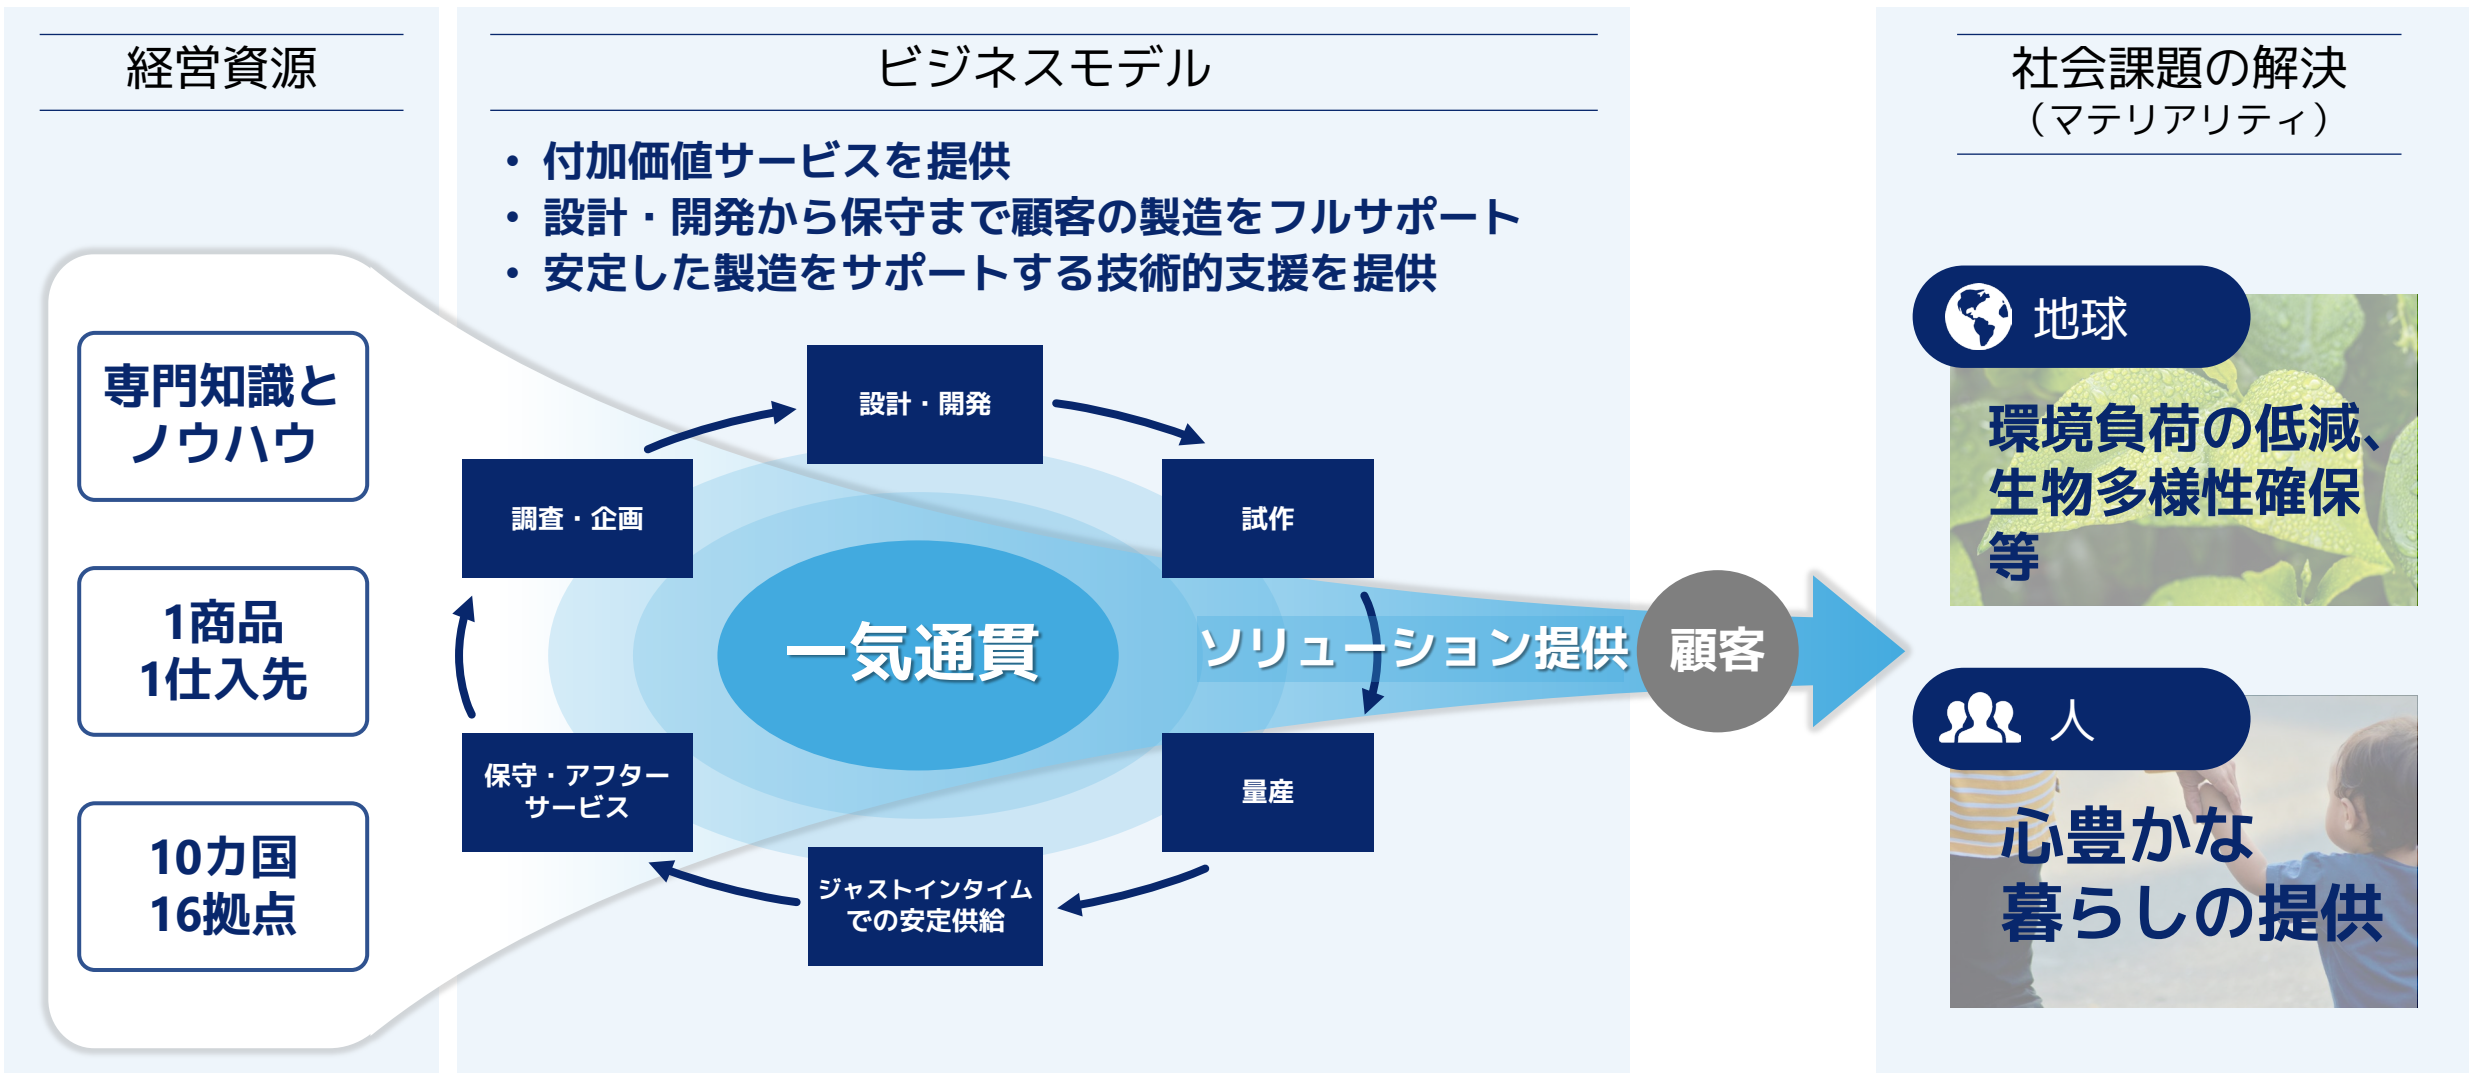 経営資源
専門知識と
ノウハウ
1商品
1仕入先
10カ国
16拠点
ビジネスモデル
・付加価値サービスを提供
・設計・開発から保守まで顧客の製造をフルサポート
・安定した製造をサポートする技術的支援を提供
設計・開発
試作
量産
ジャストインタイム
での安定供給
保守・アフター
サービス
調査・企画
一気通貫
ソリューション提供
顧客
社会課題の解決
（マテリアリティ）
地球
環境負荷の低減、
生物多様性確保
等
人
心豊かな
暮らしの提供